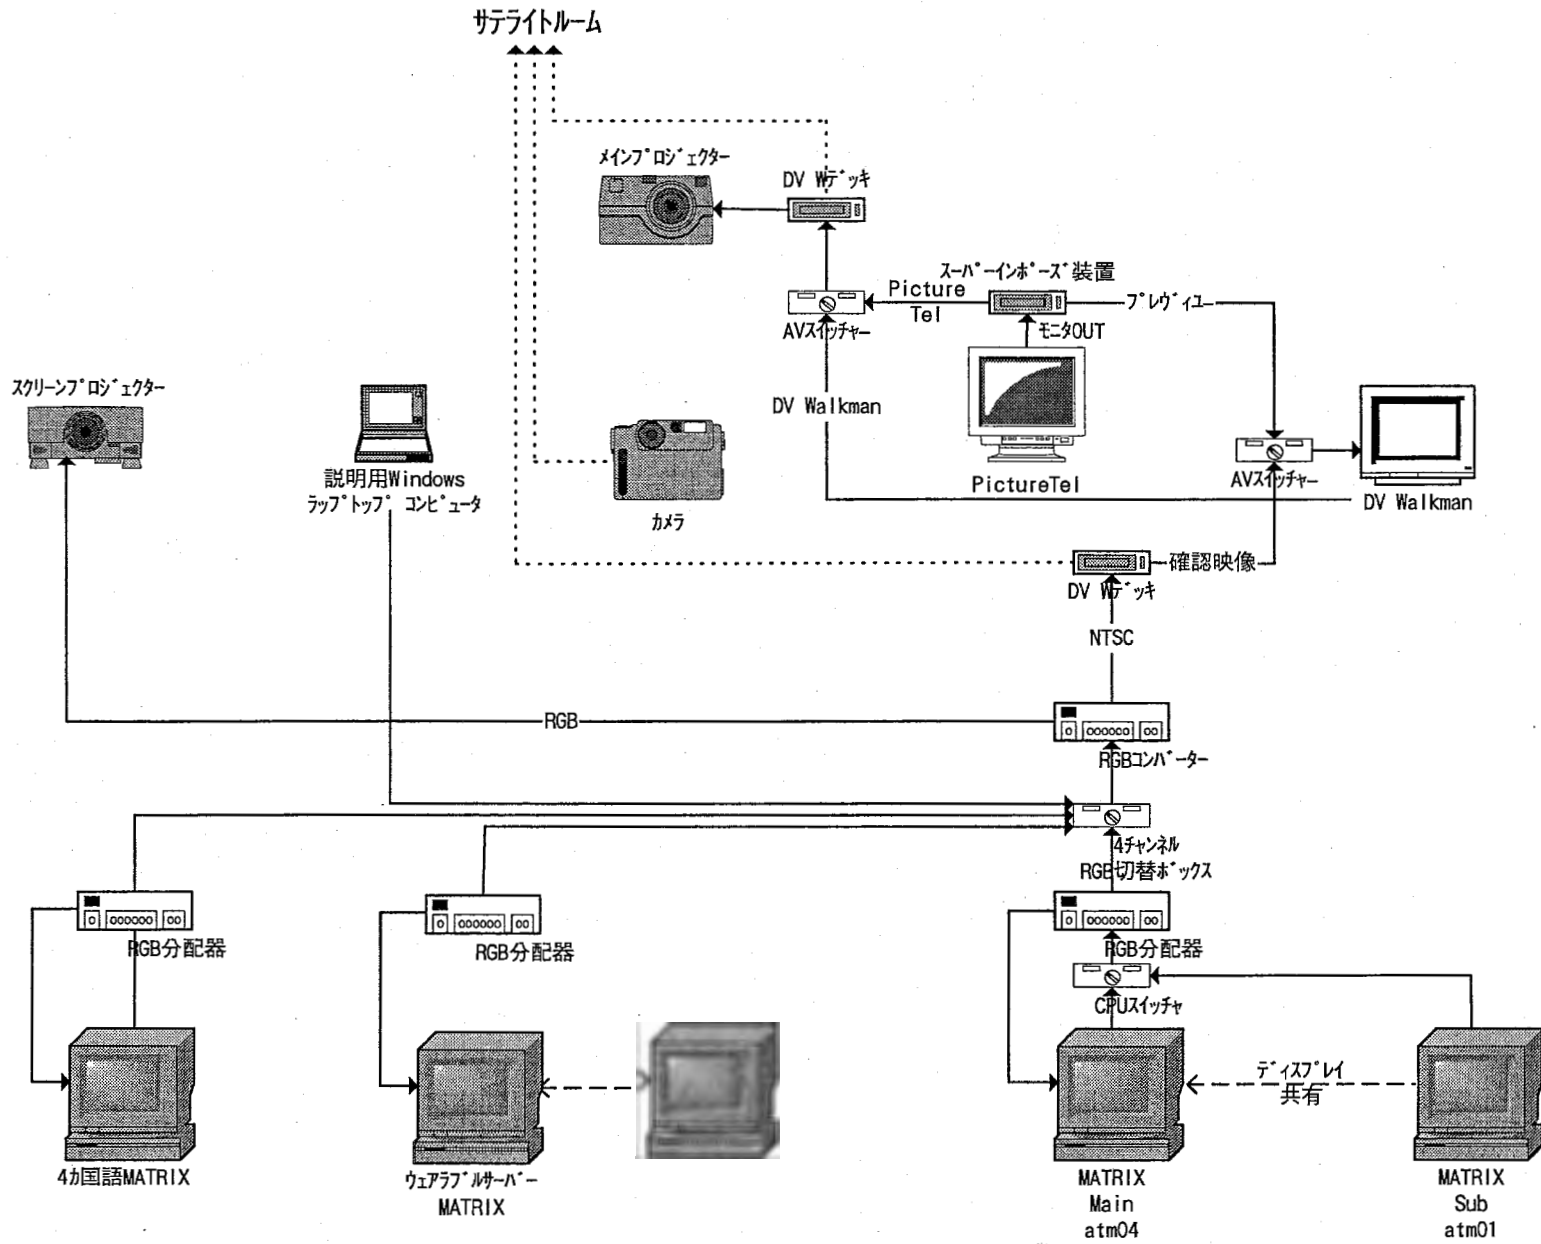 サテライトルーム
メインプロジェクター
DV Wデッキ
スーパーインポーズ装置
Picture
Tel
プレヴィユー
AVスイッチャー
モニタOUT
スクリーンプロジェクター
DV Walkman
説明用Windows
ラップトップ コンピュータ
カメラ
PictureTel
AVスイッチャー
DV Walkman
確認映像
DV Wデッキ
NTSC
RGB
RGBコンバーター
4チャンネル
RGB切替ボックス
RGB分配器
RGB分配器
RGB分配器
CPUスイッチャ
ディスプレイ
共有
4カ国語MATRIX
ウェアラブルサーバー
MATRIX
MATRIX
Main
atm04
MATRIX
Sub
atm01